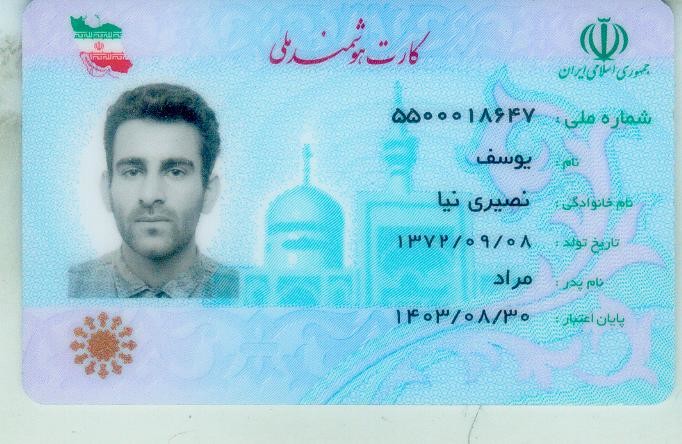 کارت هوشمند ملی
جمهوری اسلامی ایران
شماره ملی: ۵۵۰۰۰۱۸۶۴۷
نام: یوسف
نام خانوادگی: نصیری نیا
تاریخ تولد: ۱۳۷۲/۰۹/۰۸
نام پدر: مراد
پایان اعتبار: ۱۴۰۳/۰۸/۳۰